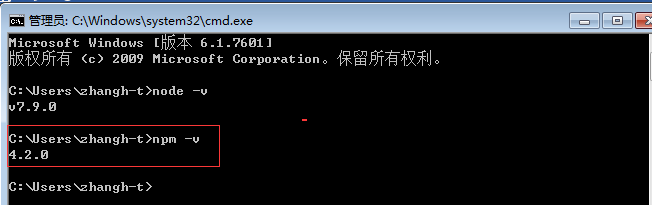 管理员: C:\Windows\system32\cmd.exe
Microsoft Windows [版本 6.1.7601]
版权所有 (c) 2009 Microsoft Corporation。保留所有权利。
C:\Users\zhangh-t>node -v
v7.9.0
C:\Users\zhangh-t>npm -v
4.2.0
C:\Users\zhangh-t>